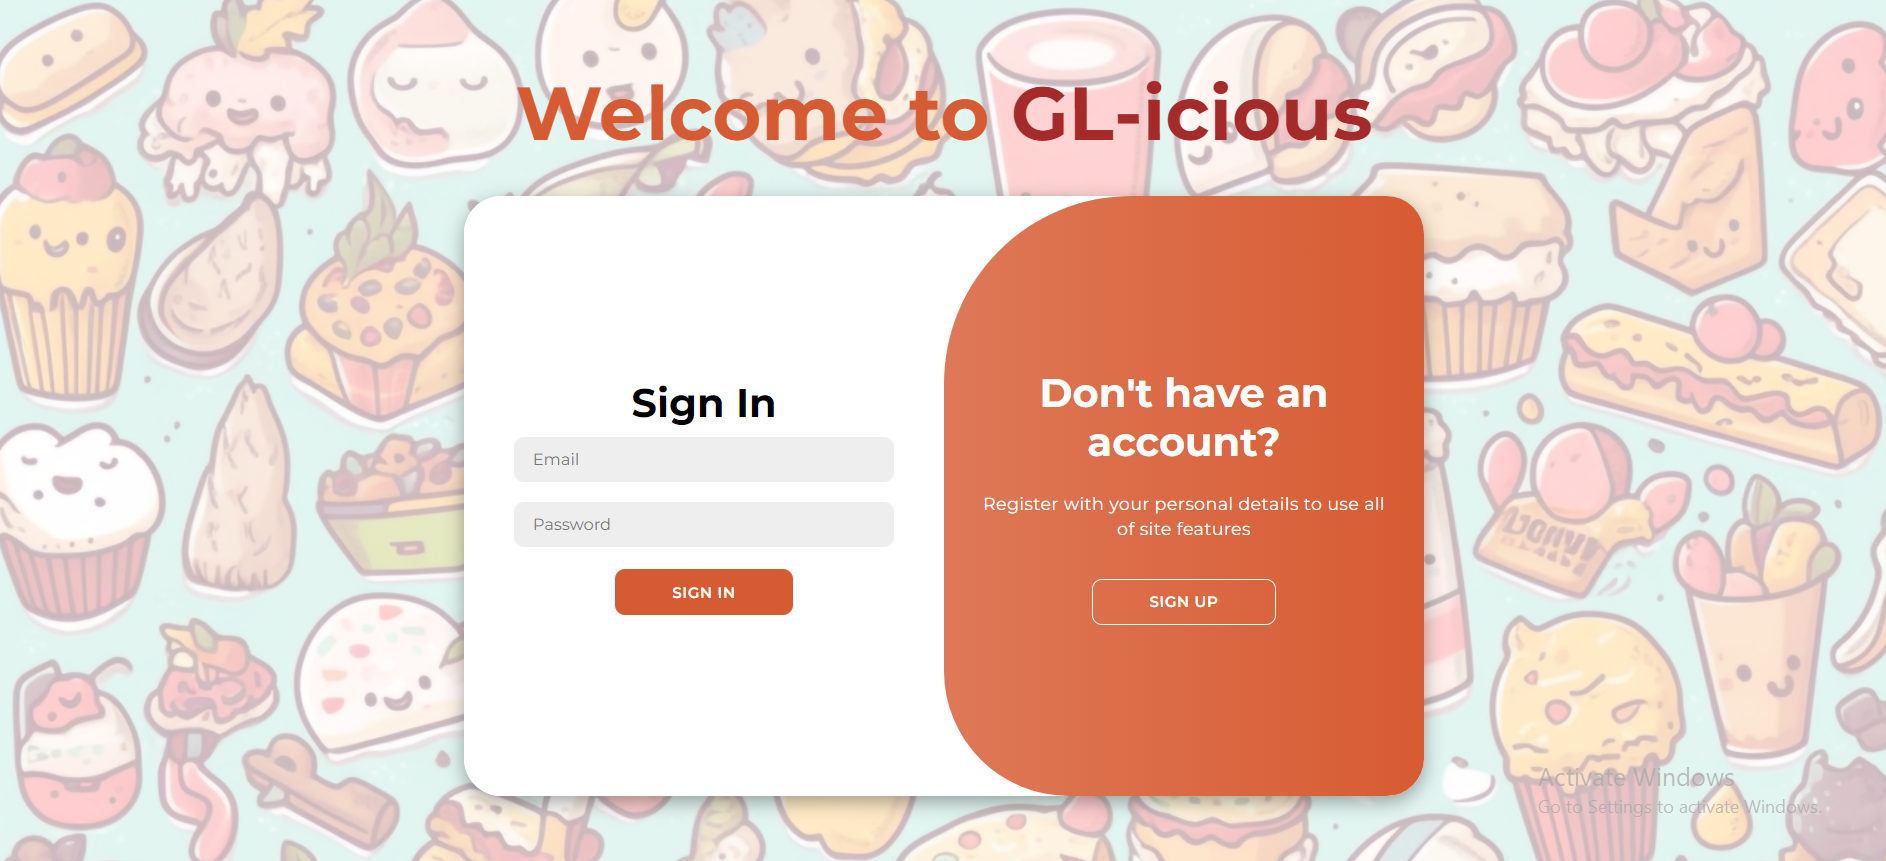 Welcome to GL-icious
Sign In
Email
Password
SIGN IN
Don't have an
account?
Register with your personal details to use all
of site features
SIGN UP
Activate Windows
Go to Settings to activate Windows.